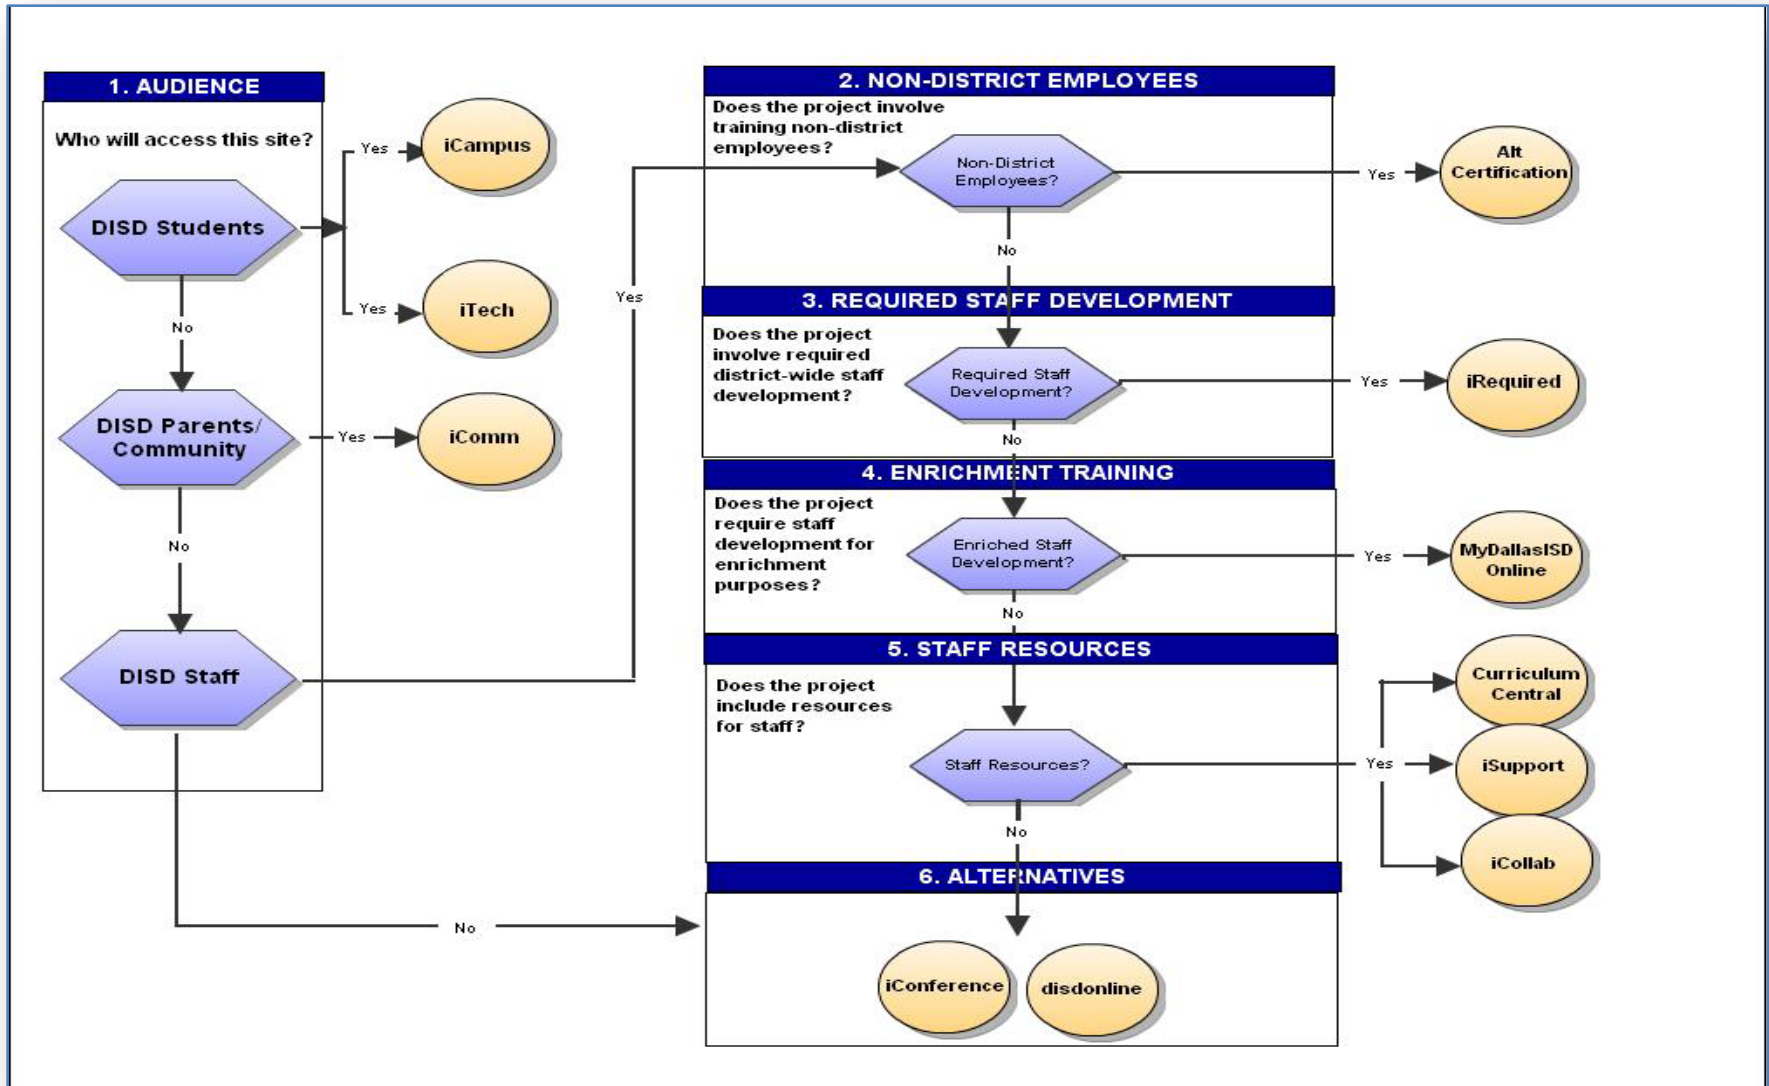 1. AUDIENCE
Who will access this site?
DISD Students
Yes
iCampus
Yes
iTech
No
DISD Parents/
Community
Yes
iComm
No
DISD Staff
Yes
No
2. NON-DISTRICT EMPLOYEES
Does the project involve
training non-district
employees?
Non-District
Employees?
Yes
Alt
Certification
No
3. REQUIRED STAFF DEVELOPMENT
Does the project
involve required
district-wide staff
development?
Required Staff
Development?
Yes
iRequired
No
4. ENRICHMENT TRAINING
Does the project
require staff
development for
enrichment
purposes?
Enriched Staff
Development?
Yes
MyDallasISD
Online
No
5. STAFF RESOURCES
Does the project
include resources
for staff?
Staff Resources?
Yes
Curriculum
Central
iSupport
iCollab
No
6. ALTERNATIVES
iConference
disdonline